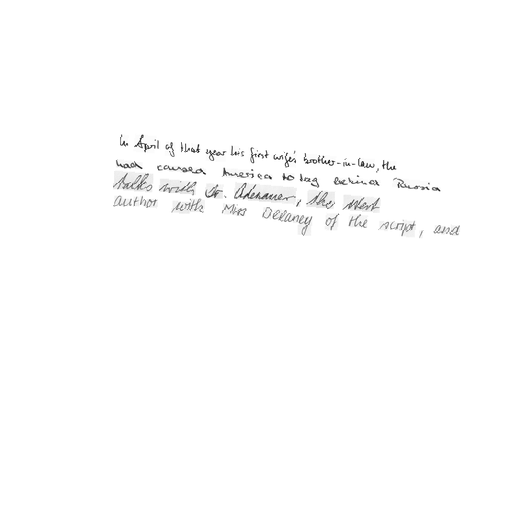 In April of that year his first wife's brother-in-law, the
had caused America to lag behind Russia
talks with Dr. Adenauer, the West
author with Miss Delaney of the script, and